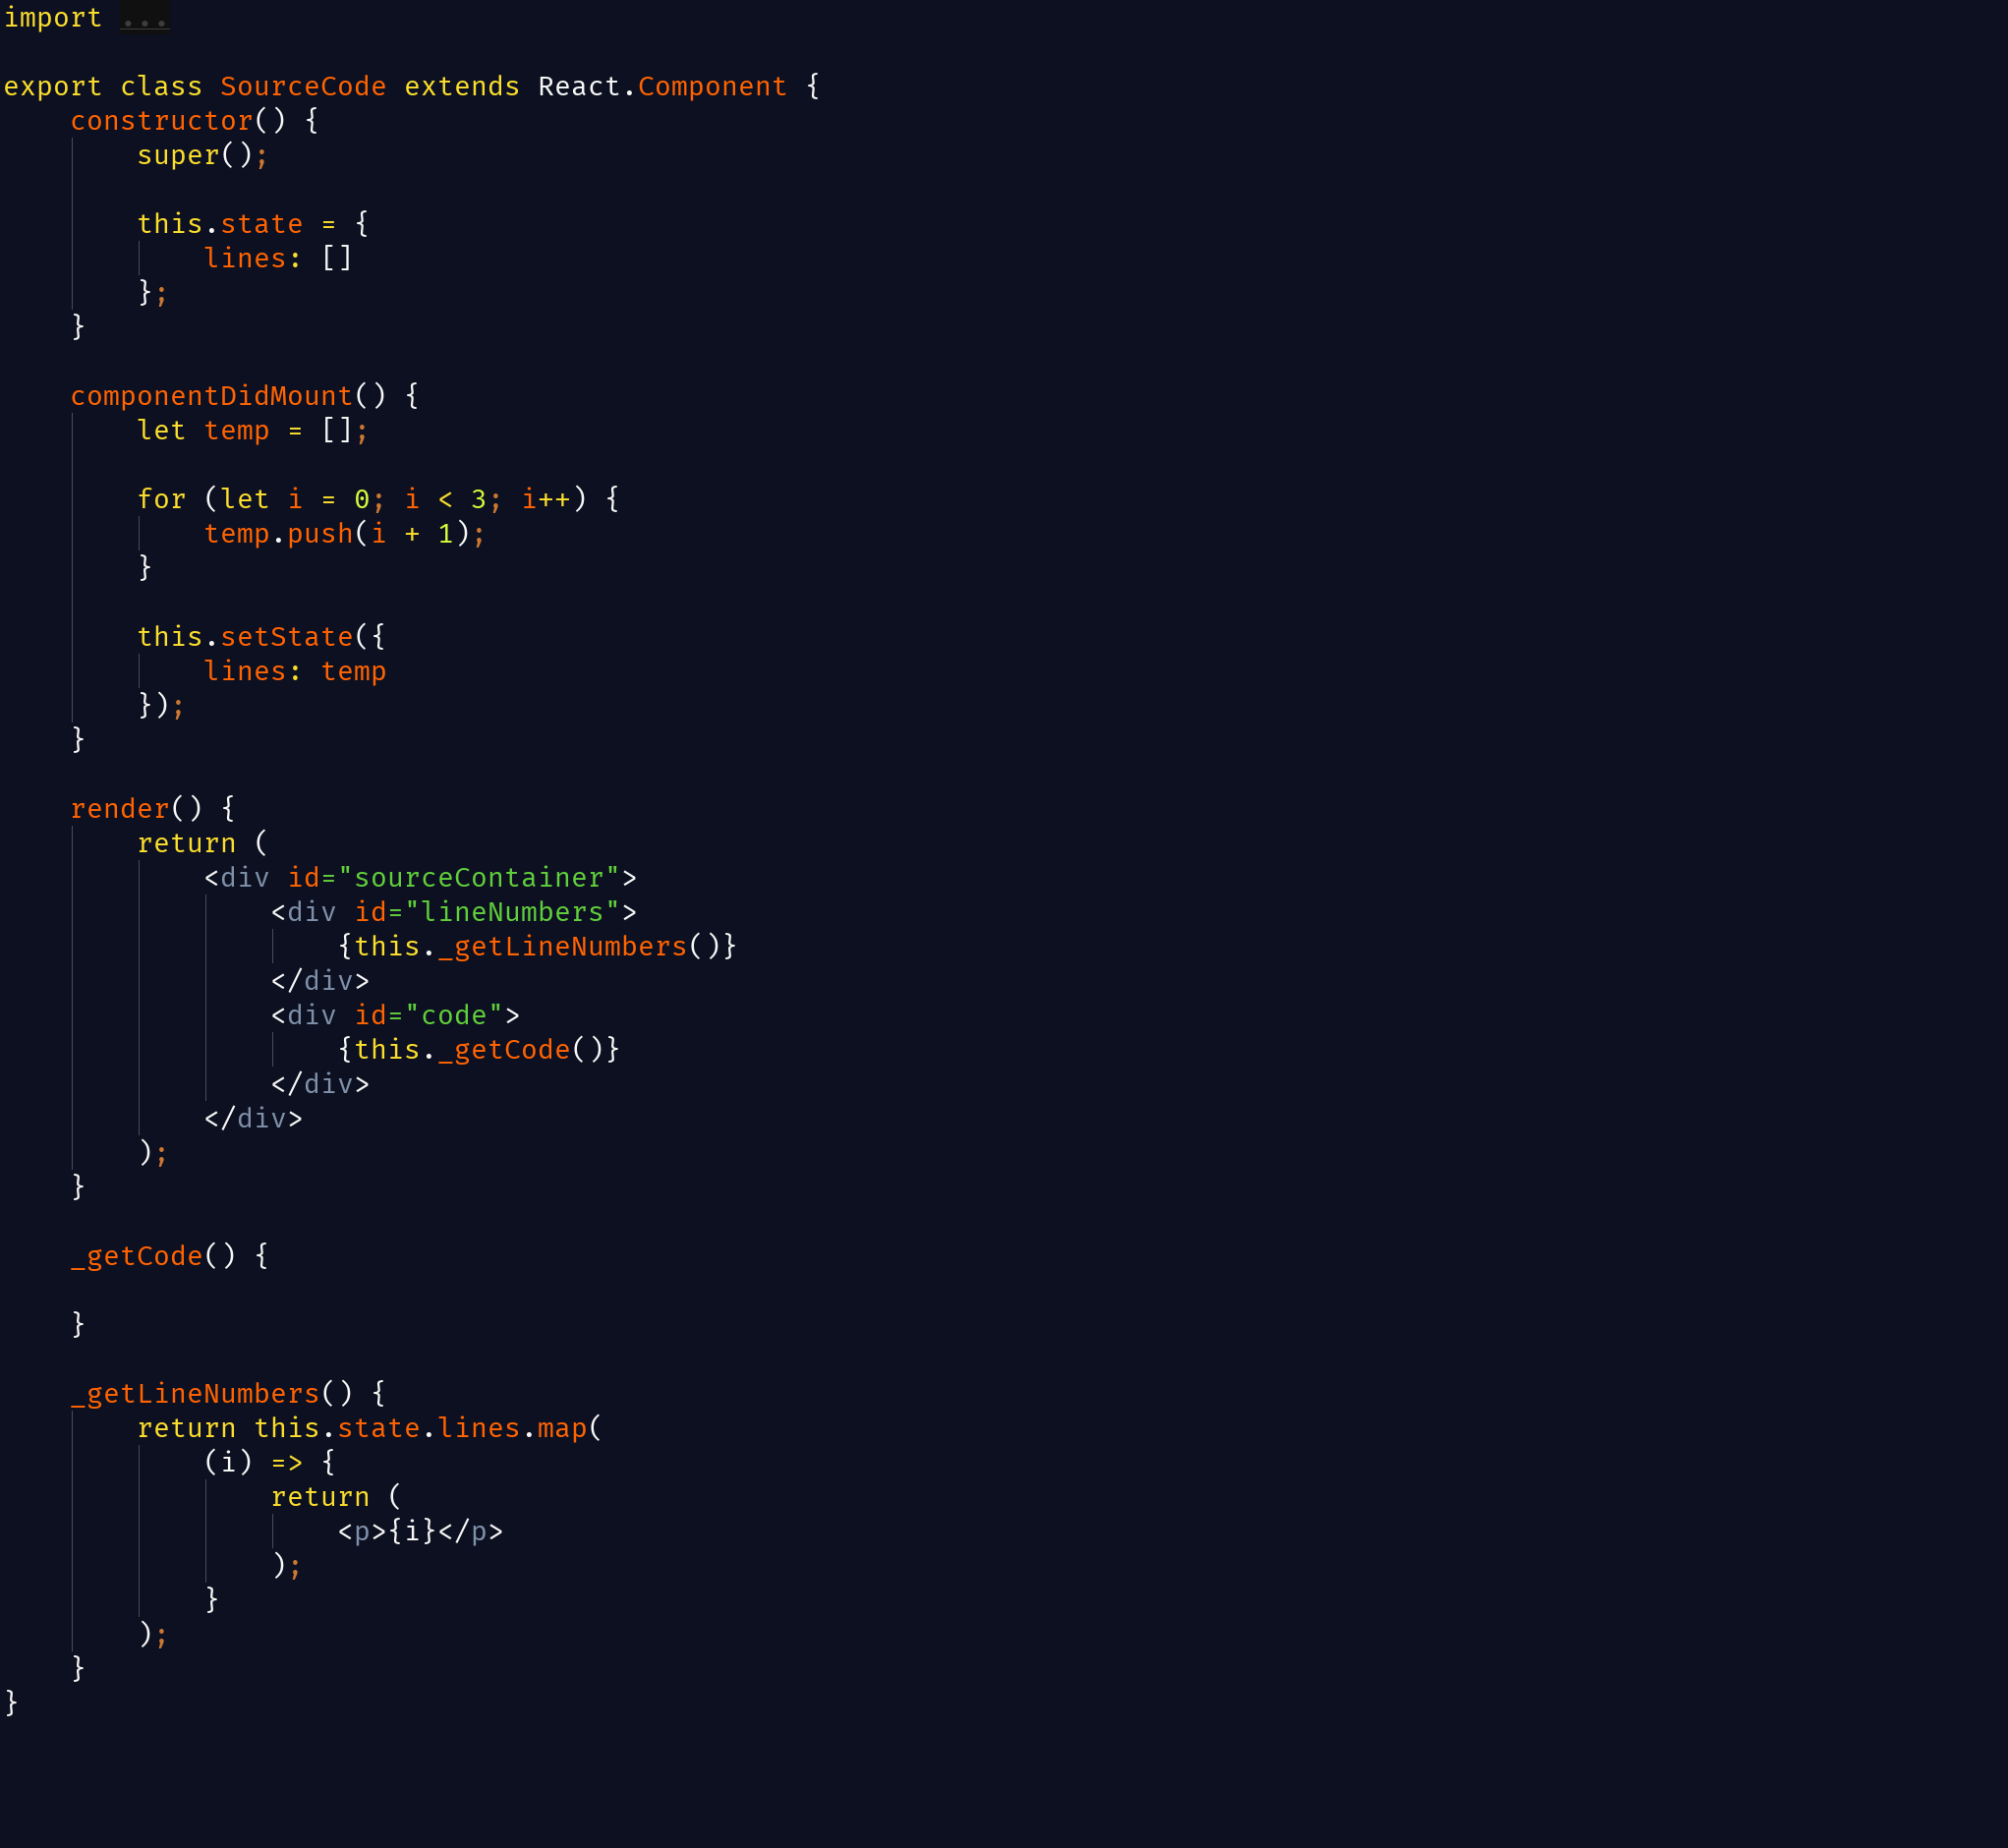 import ...
export class SourceCode extends React.Component {
    constructor() {
        super();
        this.state = {
            lines: []
        };
    }
    componentDidMount() {
        let temp = [];
        for (let i = 0; i < 3; i++) {
            temp.push(i + 1);
        }
        this.setState({
            lines: temp
        });
    }
    render() {
        return (
            <div id="sourceContainer">
                <div id="lineNumbers">
                    {this._getLineNumbers()}
                </div>
                <div id="code">
                    {this._getCode()}
                </div>
            </div>
        );
    }
    _getCode() {
    }
    _getLineNumbers() {
        return this.state.lines.map(
            (i) => {
                return (
                    <p>{i}</p>
                );
            }
        );
    }
}